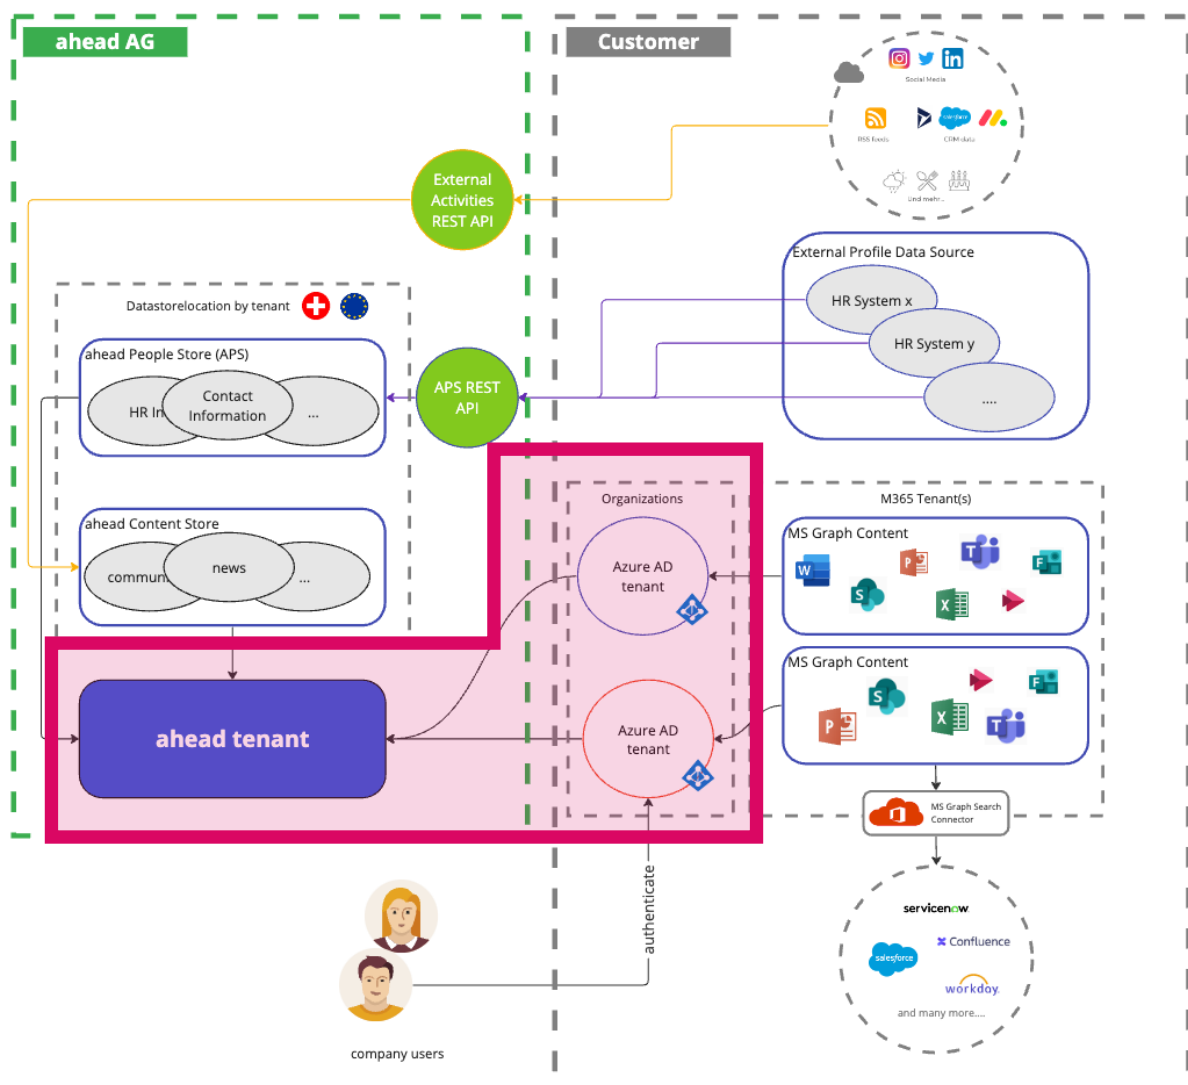 ahead AG
Customer
Social Media
RSS feeds
salesforce
CRM-data
Und mehr...
External
Activities
REST API
External Profile Data Source
HR System x
HR System y
....
Datastorelocation by tenant
ahead People Store (APS)
HR In
Contact
Information
...
APS REST
API
Organizations
M365 Tenant(s)
ahead Content Store
commun
news
...
Azure AD
tenant
MS Graph Content
W
P
T
F
S
X
MS Graph Content
S
F
P
X
T
ahead tenant
Azure AD
tenant
MS Graph Search
Connector
authenticate
servicenow
Confluence
salesforce
workday.
and many more....
company users